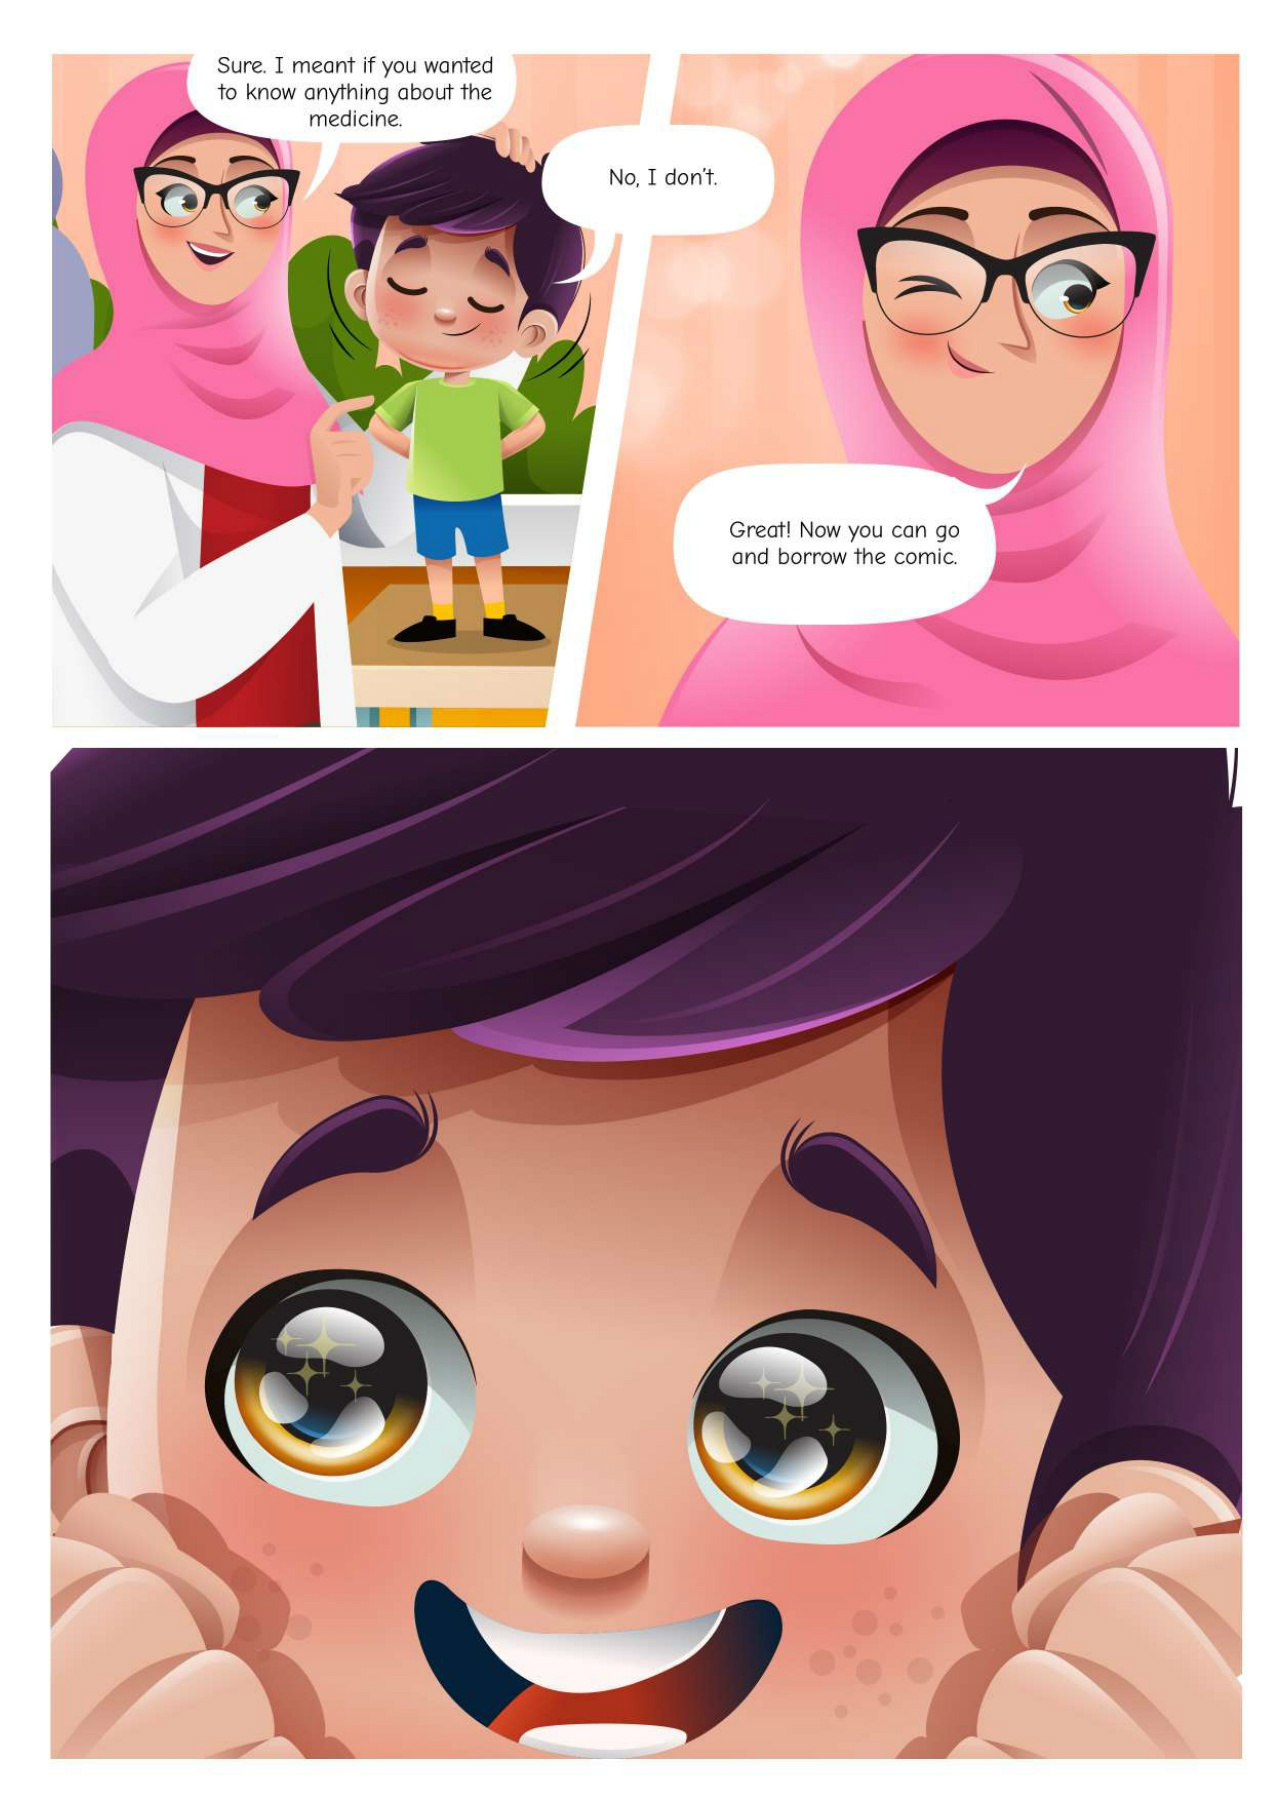 Sure. I meant if you wanted
to know anything about the
medicine.
No, I don't.
Great! Now you can go
and borrow the comic.